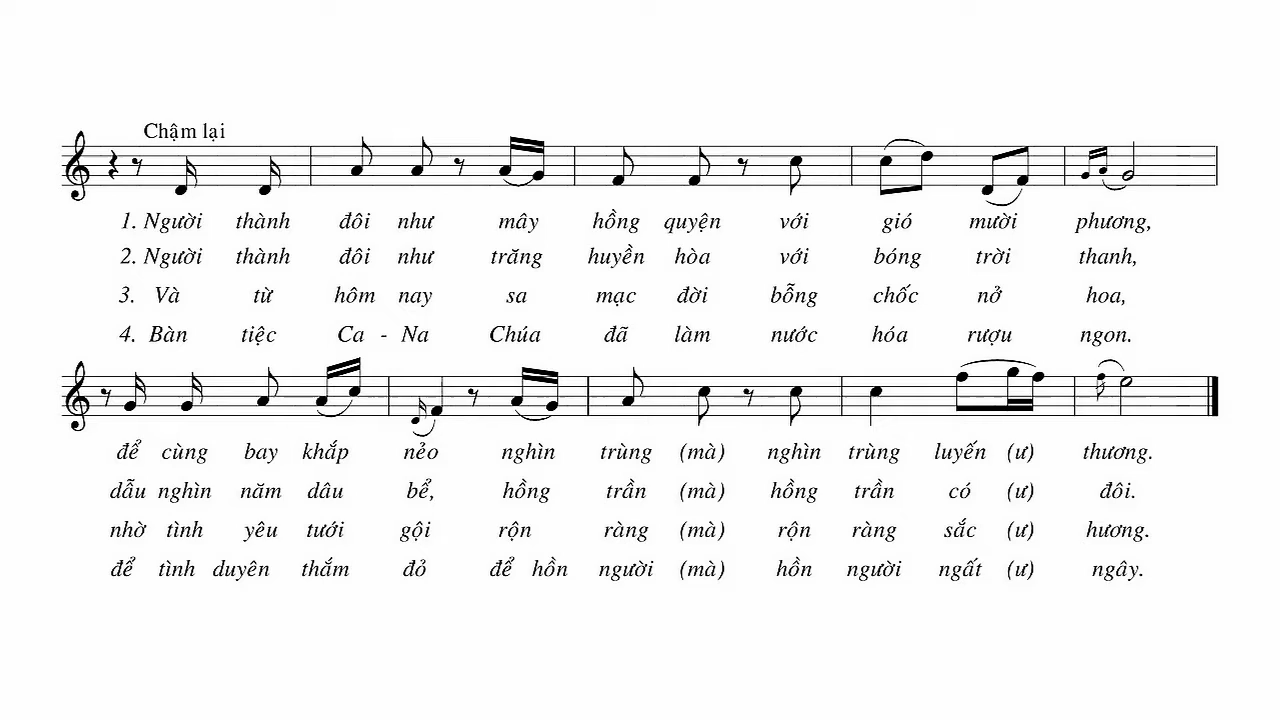 Chậm lại
1. Người thành đôi như mây hồng quyện với gió mười phương,
2. Người thành đôi như trăng huyền hòa với bóng trời thanh,
3. Và từ hôm nay sa mạc đời bỗng chốc nở hoa,
4. Bàn tiệc Ca - Na Chúa đã làm nước hóa rượu ngon.
để cùng bay khắp nẻo nghìn trùng (mà) nghìn trùng luyến (ư) thương.
dẫu nghìn năm dâu bể, hồng trần (mà) hồng trần có (ư) đôi.
nhờ tình yêu tưới gội rộn ràng (mà) rộn ràng sắc (ư) hương.
để tình duyên thắm đỏ để hồn người (mà) hồn người ngất (ư) ngây.